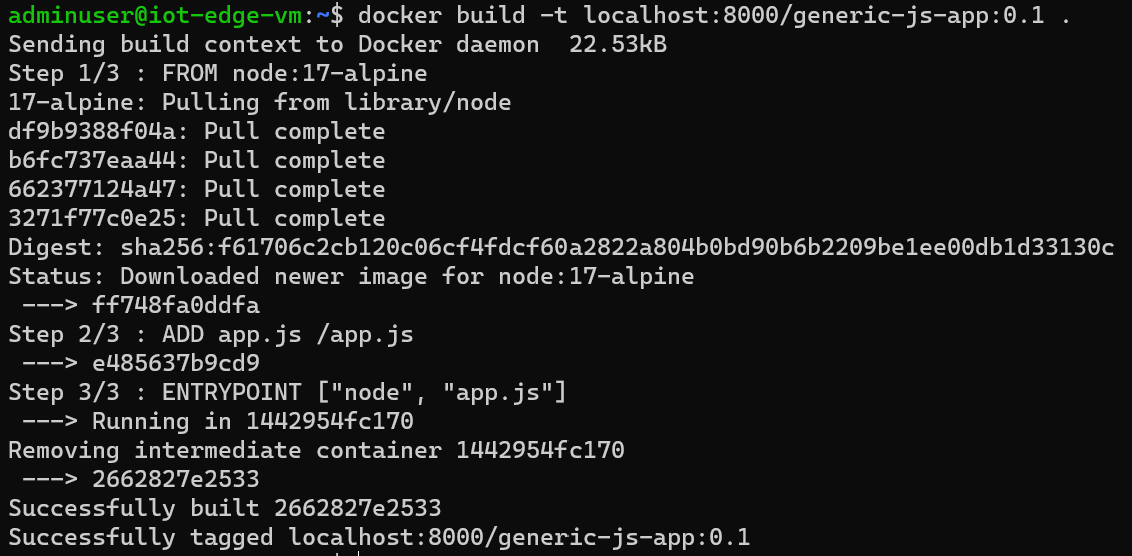 adminuser@iot-edge-vm:~$ docker build -t localhost:8000/generic-js-app:0.1 .
Sending build context to Docker daemon  22.53kB
Step 1/3 : FROM node:17-alpine
17-alpine: Pulling from library/node
df9b9388f04a: Pull complete
b6fc737eaa44: Pull complete
662377124a47: Pull complete
3271f77c0e25: Pull complete
Digest: sha256:f61706c2cb120c06cf4fdcf60a2822a804b0bd90b6b2209be1ee00db1d33130c
Status: Downloaded newer image for node:17-alpine
 ---> ff748fa0ddfa
Step 2/3 : ADD app.js /app.js
 ---> e485637b9cd9
Step 3/3 : ENTRYPOINT ["node", "app.js"]
 ---> Running in 1442954fc170
Removing intermediate container 1442954fc170
 ---> 2662827e2533
Successfully built 2662827e2533
Successfully tagged localhost:8000/generic-js-app:0.1